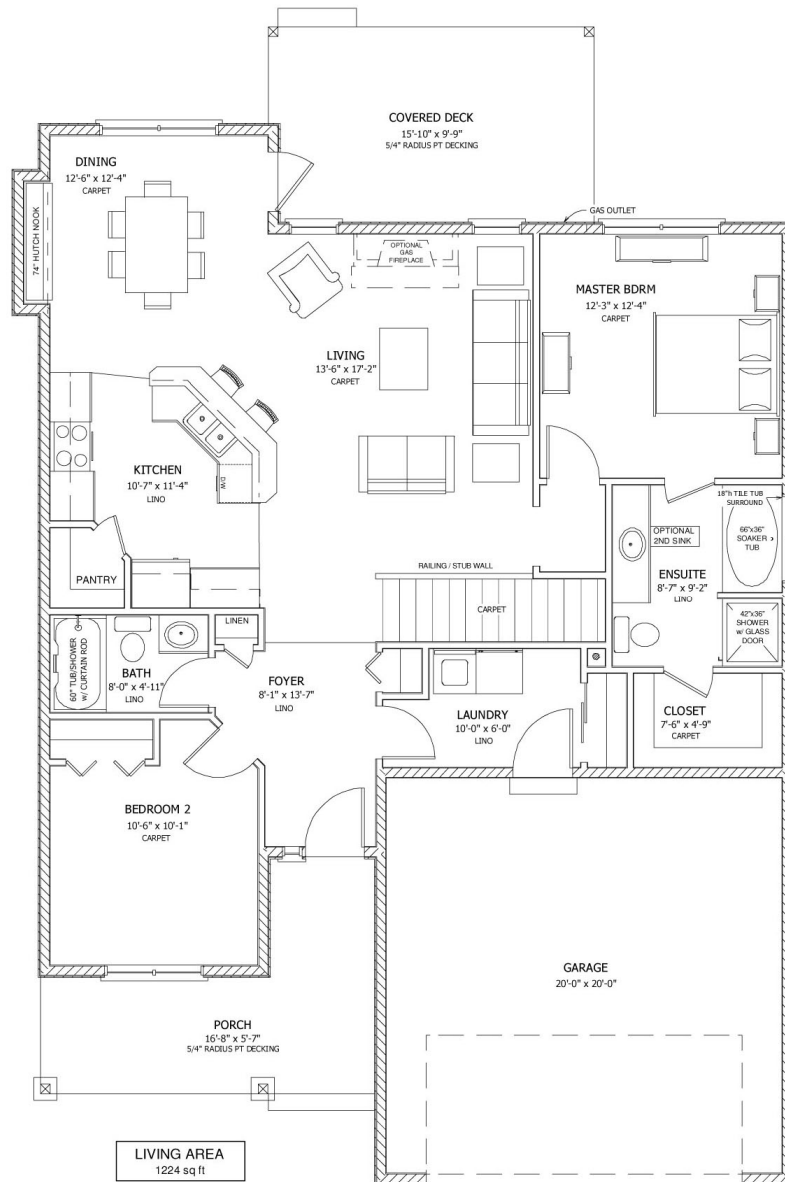 COVERED DECK
15'-10" x 9'-9"
5/4" RADIUS PT DECKING
GAS OUTLET
DINING
12'-6" x 12'-4"
CARPET
74" HUTCH NOOK
OPTIONAL
GAS
FIREPLACE
MASTER BDRM
12'-3" x 12'-4"
CARPET
LIVING
13'-6" x 17'-2"
CARPET
KITCHEN
10'-7" x 11'-4"
LINO
D/W
18"h TILE TUB
SURROUND
OPTIONAL
2ND SINK
66"x36"
SOAKER
TUB
PANTRY
RAILING / STUB WALL
ENSUITE
8'-7" x 9'-2"
LINO
CARPET
LINEN
42"x36"
SHOWER
w/ GLASS
DOOR
60" TUB/SHOWER
w/ CURTAIN ROD
BATH
8'-0" x 4'-11"
LINO
FOYER
8'-1" x 13'-7"
LINO
LAUNDRY
10'-0" x 6'-0"
LINO
CLOSET
7'-6" x 4'-9"
CARPET
BEDROOM 2
10'-6" x 10'-1"
CARPET
GARAGE
20'-0" x 20'-0"
PORCH
16'-8" x 5'-7"
5/4" RADIUS PT DECKING
LIVING AREA
1224 sq ft